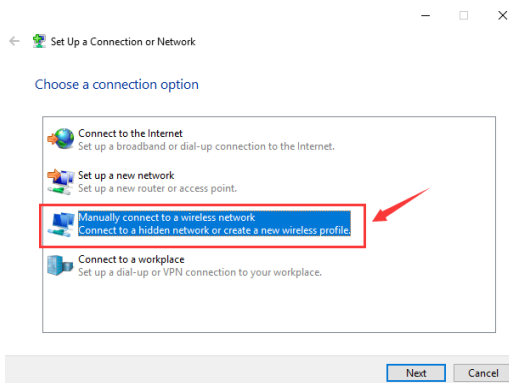 Set Up a Connection or Network
Choose a connection option
Connect to the Internet
Set up a broadband or dial-up connection to the Internet.
Set up a new network
Set up a new router or access point.
Manually connect to a wireless network
Connect to a hidden network or create a new wireless profile.
Connect to a workplace
Set up a dial-up or VPN connection to your workplace.
Next Cancel